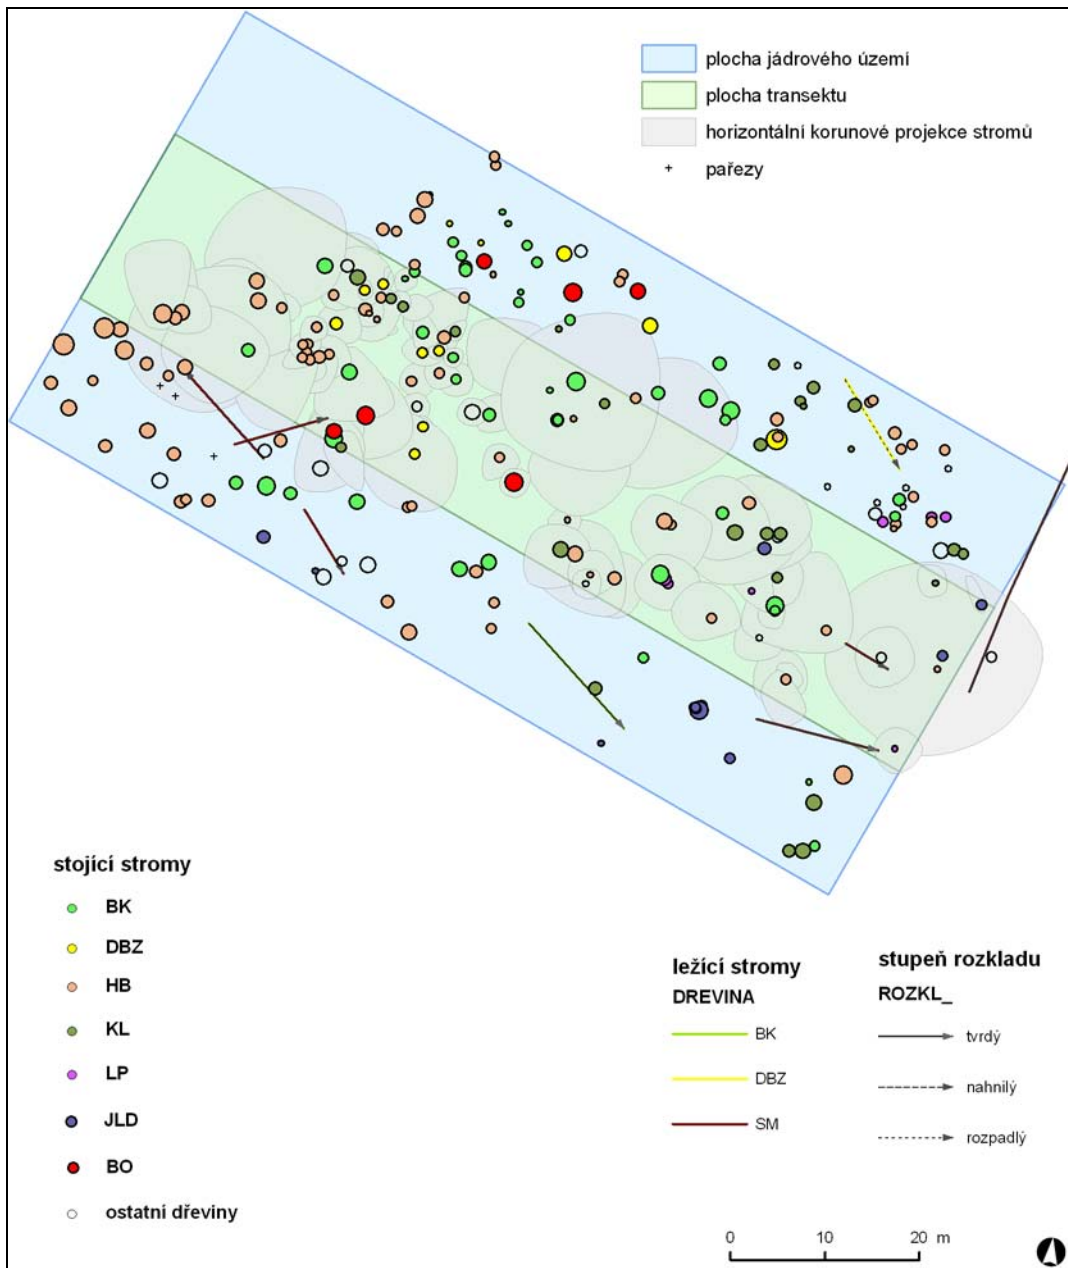 plocha jádrového území
plocha transektu
horizontální korunové projekce stromů
pařezy
stojící stromy
BK
DBZ
HB
KL
LP
JLD
BO
ostatní dřeviny
ležící stromy
DREVINA
BK
DBZ
SM
stupeň rozkladu
ROZKL_
tvrdý
nahnilý
rozpadlý
0 10 20 m